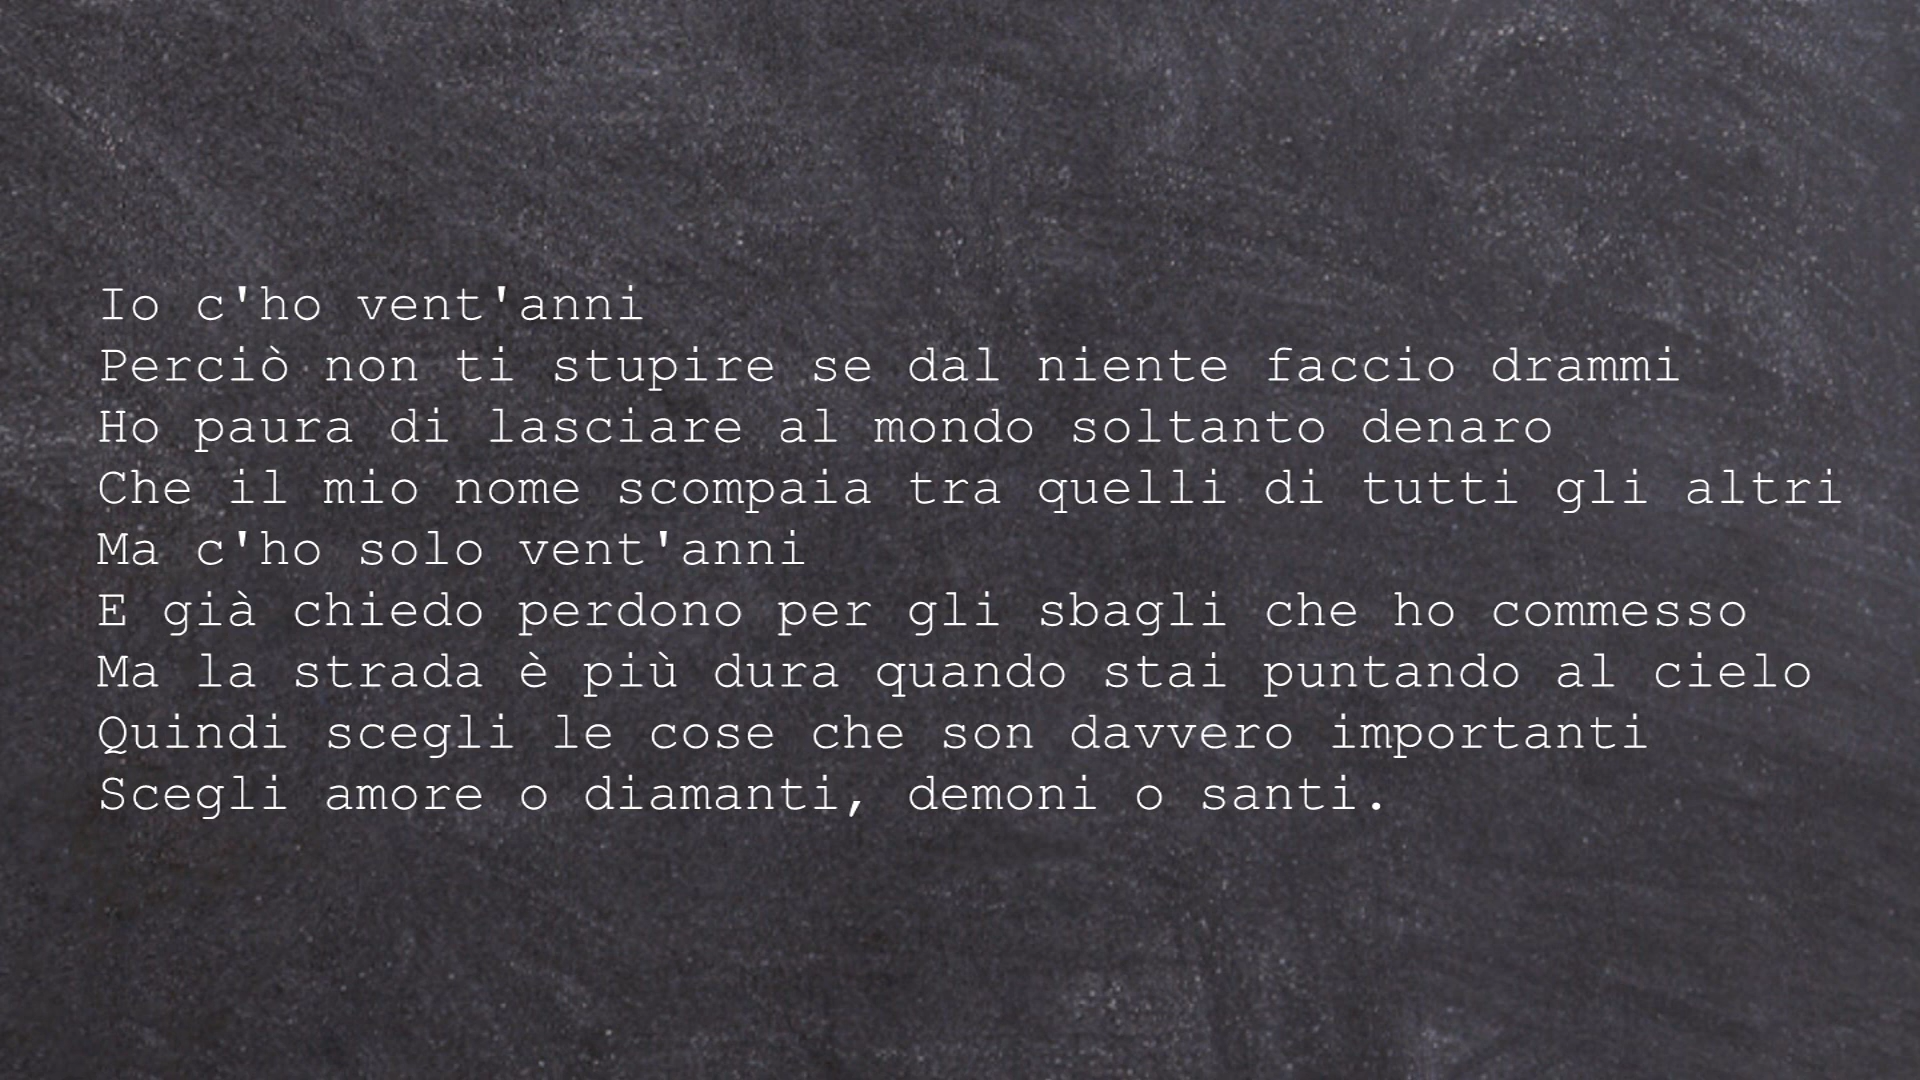 Io c'ho vent'anni
Perciò non ti stupire se dal niente faccio drammi
Ho paura di lasciare al mondo soltanto denaro
Che il mio nome scompaia tra quelli di tutti gli altri
Ma c'ho solo vent'anni
E già chiedo perdono per gli sbagli che ho commesso
Ma la strada è più dura quando stai puntando al cielo
Quindi scegli le cose che son davvero importanti
Scegli amore o diamanti, demoni o santi.